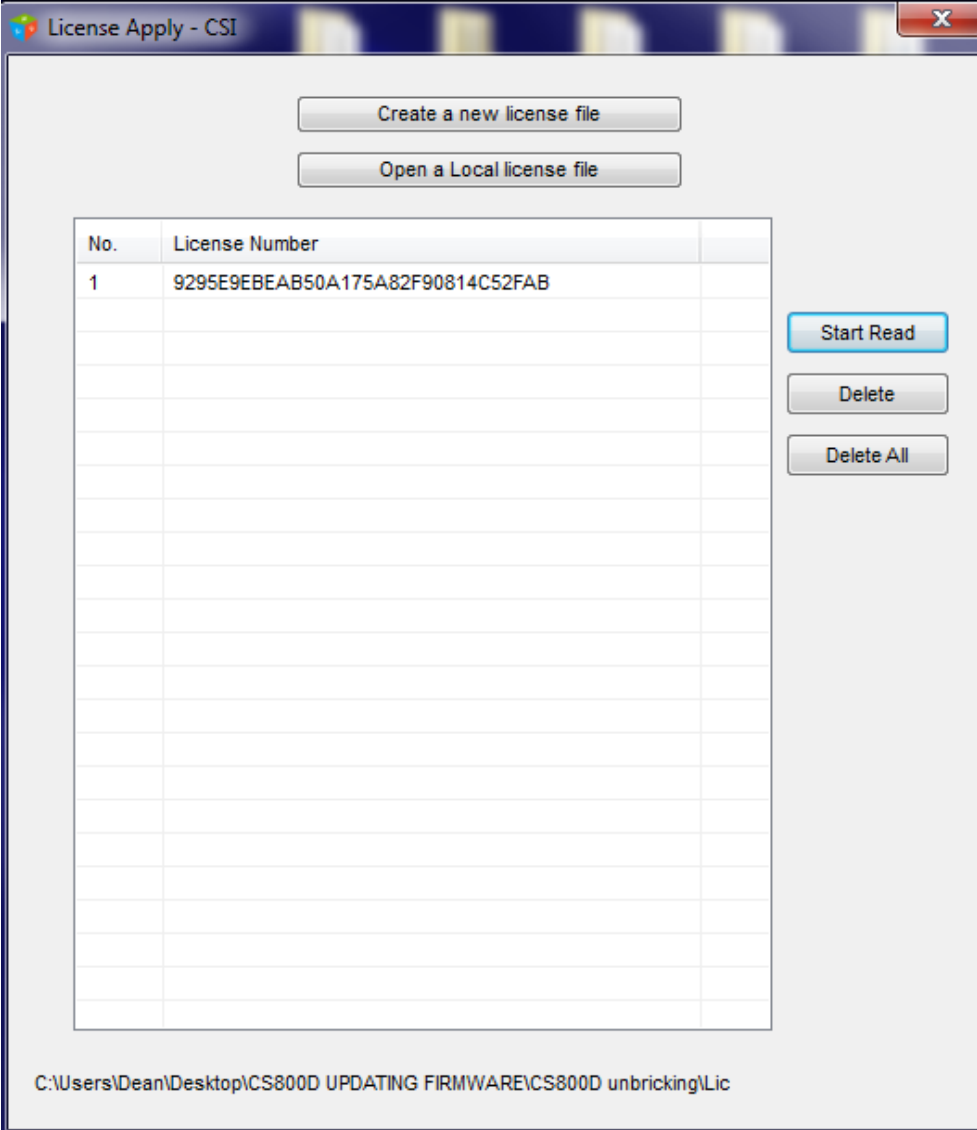 License Apply - CSI
x
Create a new license file
Open a Local license file
No. License Number
1 9295E9EBEAB50A175A82F90814C52FAB
Start Read
Delete
Delete All
C:\Users\Dean\Desktop\CS800D UPDATING FIRMWARE\CS800D unbricking\Lic